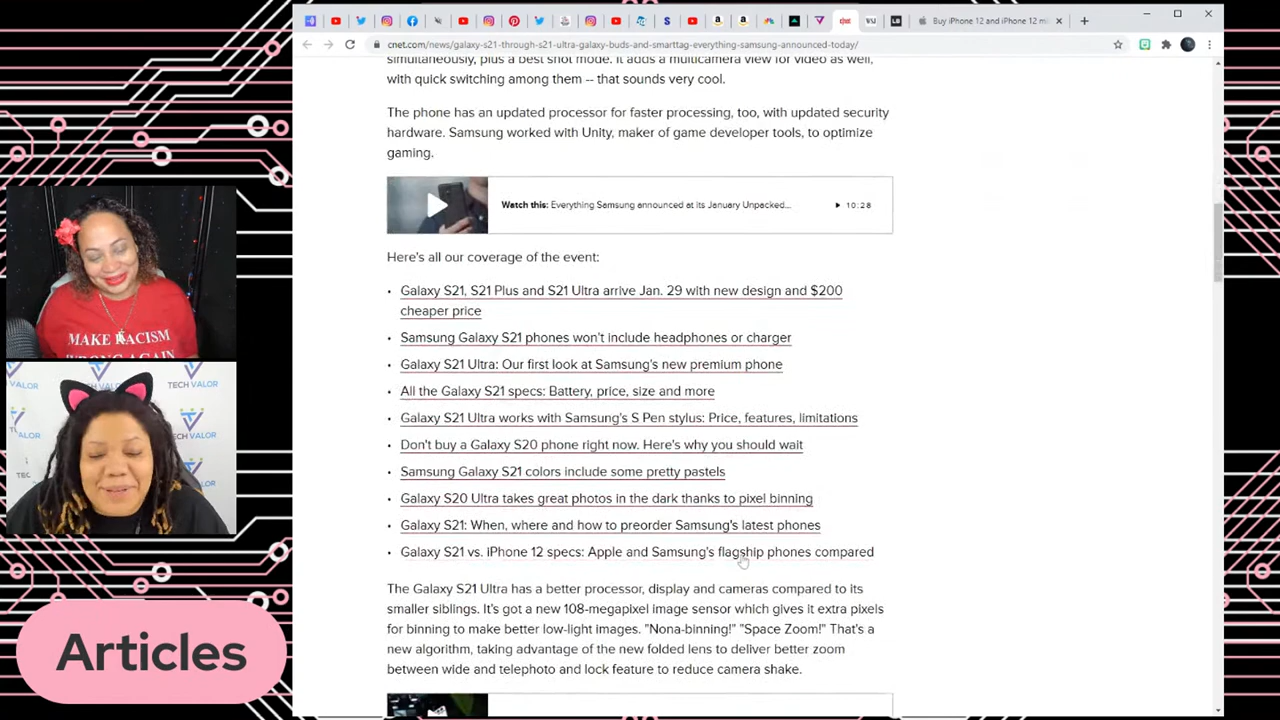 Buy iPhone 12 and iPhone 12 mi
cnet.com/news/galaxy-s21-through-s21-ultra-galaxy-buds-and-smarttag-everything-samsung-announced-today/
simultaneously, plus a best shot mode. It adds a multicamera view for video as well,
with quick switching among them -- that sounds very cool.
The phone has an updated processor for faster processing, too, with updated security
hardware. Samsung worked with Unity, maker of game developer tools, to optimize
gaming.
Watch this: Everything Samsung announced at its January Unpacked...
10:28
Here's all our coverage of the event:
• Galaxy S21, S21 Plus and S21 Ultra arrive Jan. 29 with new design and $200
cheaper price
• Samsung Galaxy S21 phones won't include headphones or charger
• Galaxy S21 Ultra: Our first look at Samsung's new premium phone
• All the Galaxy S21 specs: Battery, price, size and more
• Galaxy S21 Ultra works with Samsung's S Pen stylus: Price, features, limitations
• Don't buy a Galaxy S20 phone right now. Here's why you should wait
• Samsung Galaxy S21 colors include some pretty pastels
• Galaxy S20 Ultra takes great photos in the dark thanks to pixel binning
• Galaxy S21: When, where and how to preorder Samsung's latest phones
• Galaxy S21 vs. iPhone 12 specs: Apple and Samsung's flagship phones compared
The Galaxy S21 Ultra has a better processor, display and cameras compared to its
smaller siblings. It's got a new 108-megapixel image sensor which gives it extra pixels
for binning to make better low-light images. "Nona-binning!" "Space Zoom!" That's a
new algorithm, taking advantage of the new folded lens to deliver better zoom
between wide and telephoto and lock feature to reduce camera shake.
MAKE RACISM
WRONG AGAIN
TECH VALOR
TECH VALOR
TECH VALOR
Articles